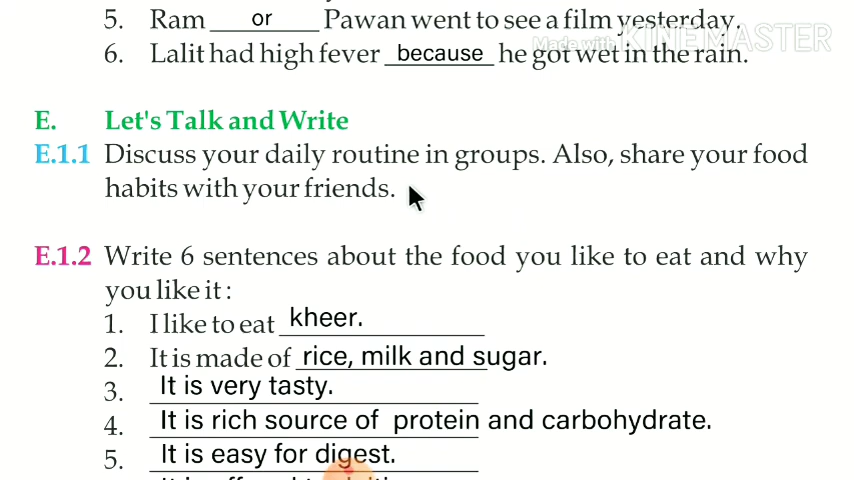 5. Ram or Pawan went to see a film yesterday.
Made with KINEMASTER
6. Lalit had high fever because he got wet in the rain.
E. Let's Talk and Write
E.1.1 Discuss your daily routine in groups. Also, share your food
habits with your friends.
E.1.2 Write 6 sentences about the food you like to eat and why
you like it :
1. I like to eat kheer.
2. It is made of rice, milk and sugar.
3. It is very tasty.
4. It is rich source of protein and carbohydrate.
5. It is easy for digest.